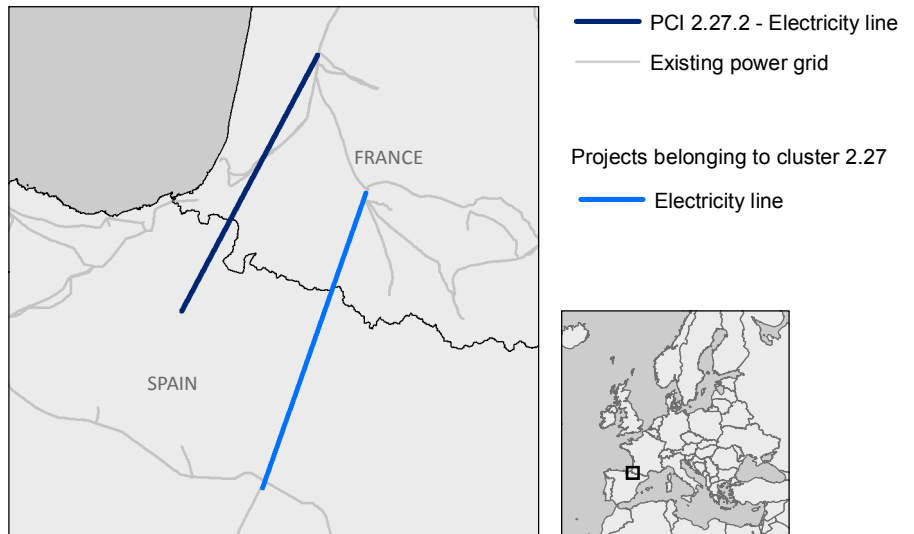 PCI 2.27.2 - Electricity line
Existing power grid
Projects belonging to cluster 2.27
Electricity line
FRANCE
SPAIN